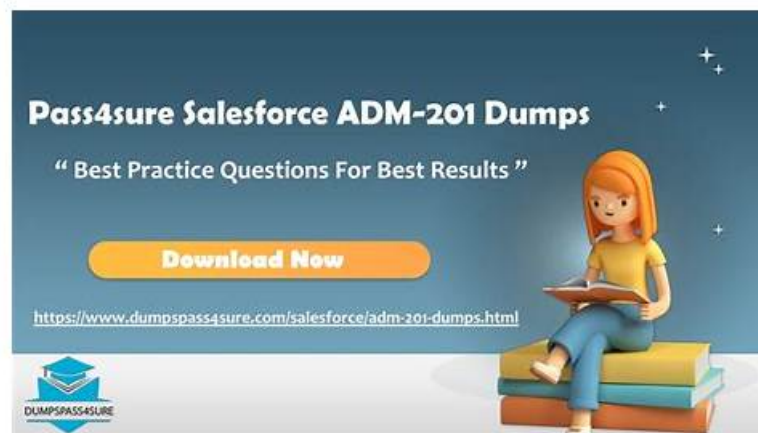 Pass4sure Salesforce ADM-201 Dumps
“ Best Practice Questions For Best Results ”
Download Now
https://www.dumpspass4sure.com/salesforce/adm-201-dumps.html
DUMPSPASS4SURE